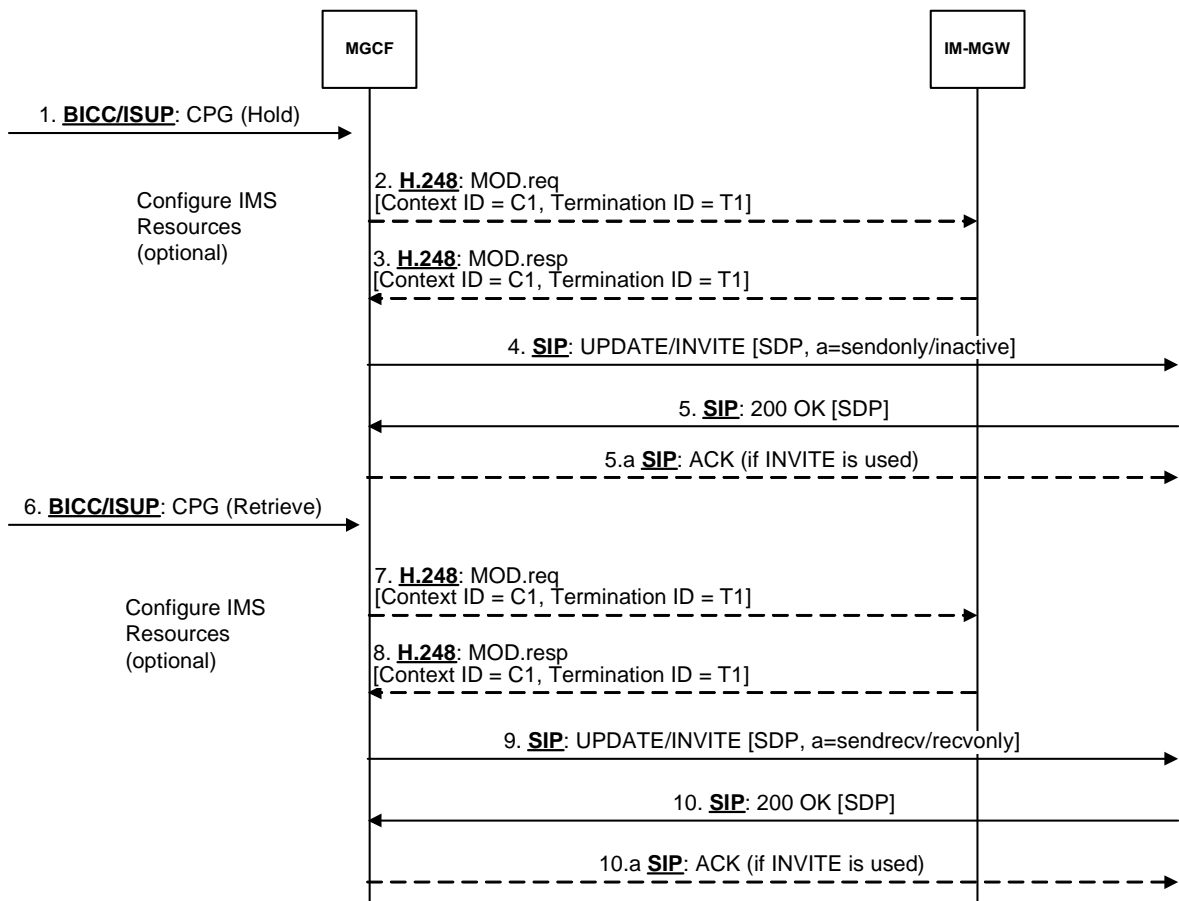 MGCF
IM-MGW
1. BICC/ISUP: CPG (Hold)
2. H.248: MOD.req
[Context ID = C1, Termination ID = T1]
Configure IMS
Resources
(optional)
3. H.248: MOD.resp
[Context ID = C1, Termination ID = T1]
4. SIP: UPDATE/INVITE [SDP, a=sendonly/inactive]
5. SIP: 200 OK [SDP]
5.a SIP: ACK (if INVITE is used)
6. BICC/ISUP: CPG (Retrieve)
7. H.248: MOD.req
[Context ID = C1, Termination ID = T1]
Configure IMS
Resources
(optional)
8. H.248: MOD.resp
[Context ID = C1, Termination ID = T1]
9. SIP: UPDATE/INVITE [SDP, a=sendrecv/recvonly]
10. SIP: 200 OK [SDP]
10.a SIP: ACK (if INVITE is used)